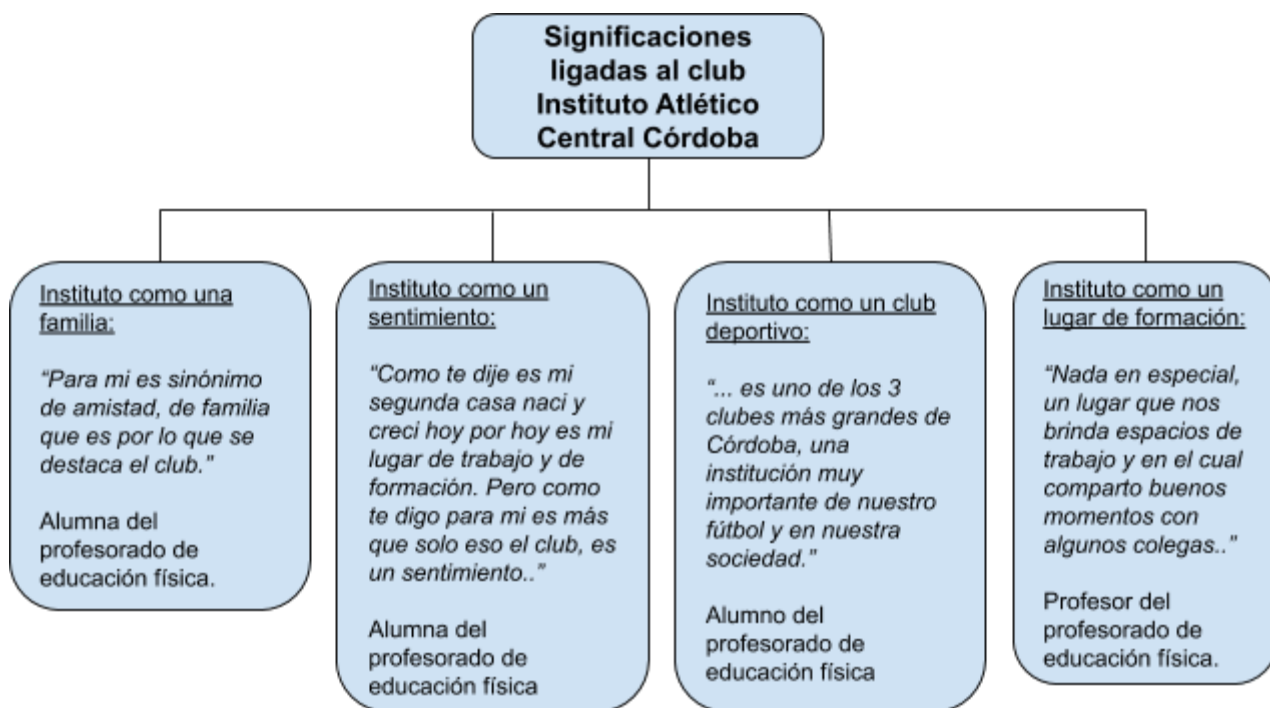 Significaciones
ligadas al club
Instituto Atlético
Central Córdoba
Instituto como una
familia:
“Para mi es sinónimo
de amistad, de familia
que es por lo que se
destaca el club.”
Alumna del
profesorado de
educación física.
Instituto como un
sentimiento:
“Como te dije es mi
segunda casa naci y
creci hoy por hoy es mi
lugar de trabajo y de
formación. Pero como
te digo para mi es más
que solo eso el club, es
un sentimiento..”
Alumna del
profesorado de
educación física
Instituto como un club
deportivo:
“... es uno de los 3
clubes más grandes de
Córdoba, una
institución muy
importante de nuestro
fútbol y en nuestra
sociedad.”
Alumno del
profesorado de
educación física
Instituto como un
lugar de formación:
“Nada en especial,
un lugar que nos
brinda espacios de
trabajo y en el cual
comparto buenos
momentos con
algunos colegas..”
Profesor del
profesorado de
educación física.